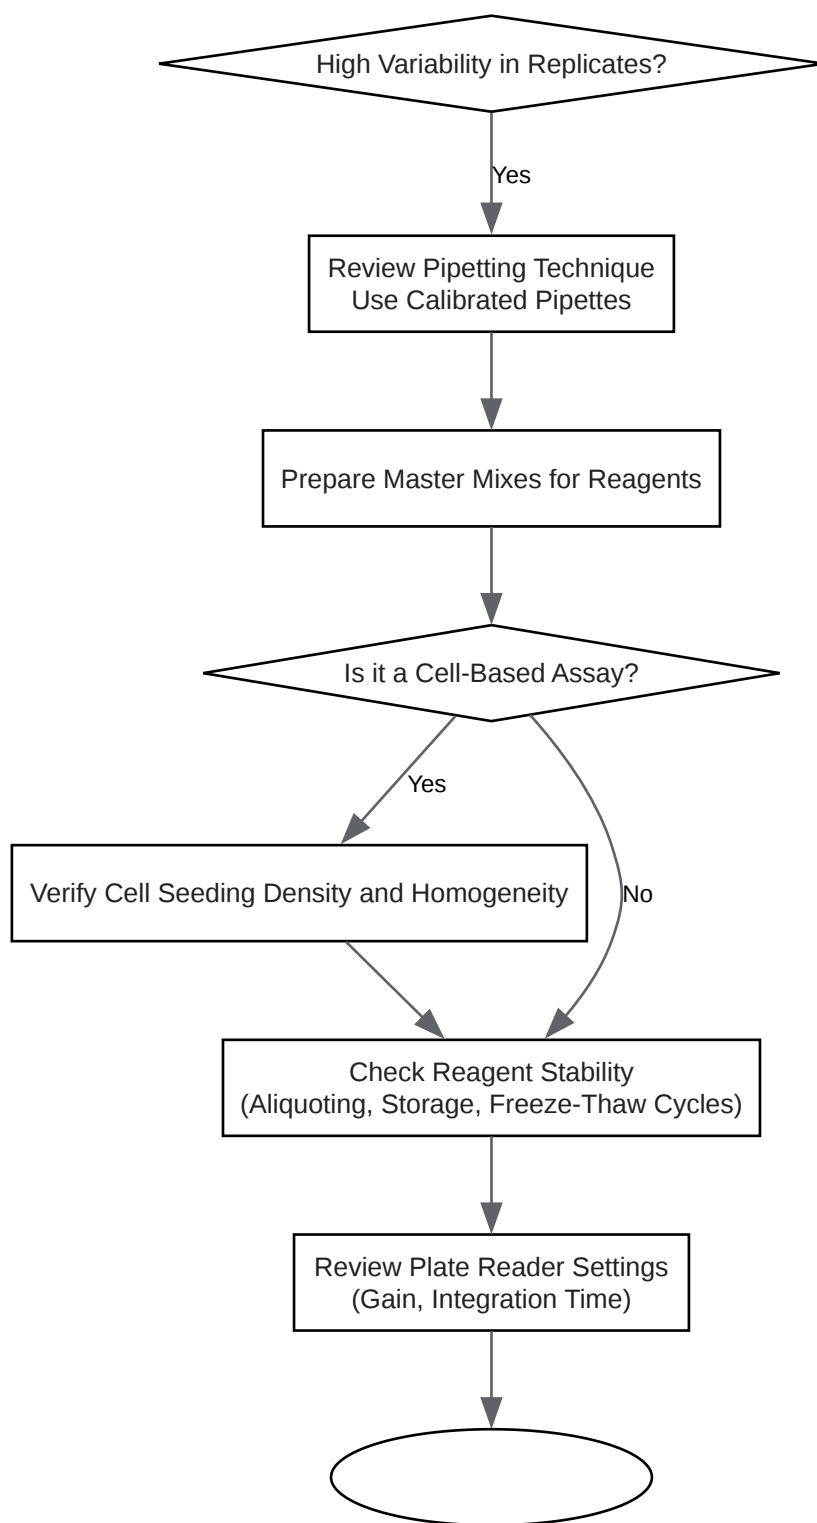 High Variability in Replicates?
Yes
Review Pipetting Technique
Use Calibrated Pipettes
Prepare Master Mixes for Reagents
Is it a Cell-Based Assay?
Yes
Verify Cell Seeding Density and Homogeneity
No
Check Reagent Stability
(Aliquoting, Storage, Freeze-Thaw Cycles)
Review Plate Reader Settings
(Gain, Integration Time)